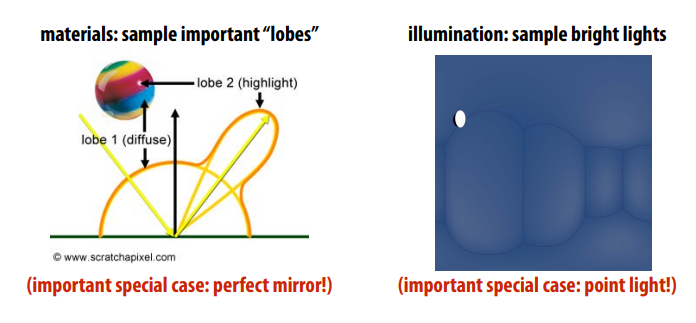 materials: sample important “lobes”
lobe 2 (highlight)
lobe 1 (diffuse)
© www.scratchapixel.com
(important special case: perfect mirror!)
illumination: sample bright lights
(important special case: point light!)